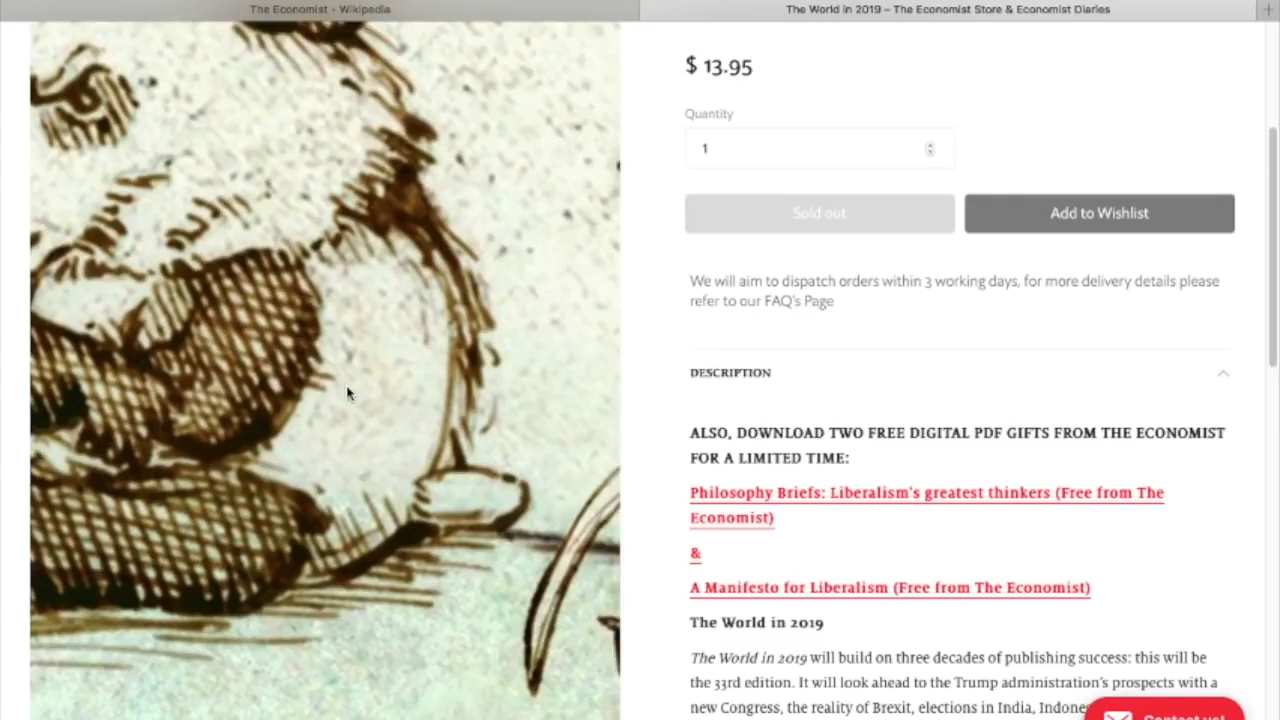 The Economist - Wikipedia
The World in 2019 – The Economist Store & Economist Diaries
$ 13.95
Quantity
1
Sold out
Add to Wishlist
We will aim to dispatch orders within 3 working days, for more delivery details please
refer to our FAQ's Page
DESCRIPTION
ALSO, DOWNLOAD TWO FREE DIGITAL PDF GIFTS FROM THE ECONOMIST
FOR A LIMITED TIME:
Philosophy Briefs: Liberalism's greatest thinkers (Free from The
Economist)
&
A Manifesto for Liberalism (Free from The Economist)
The World in 2019
The World in 2019 will build on three decades of publishing success: this will be
the 33rd edition. It will look ahead to the Trump administration's prospects with a
new Congress, the reality of Brexit, elections in India,
Contact us!